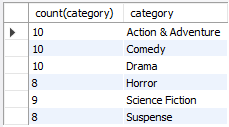 count(category) category
10 Action & Adventure
10 Comedy
10 Drama
8 Horror
9 Science Fiction
8 Suspense